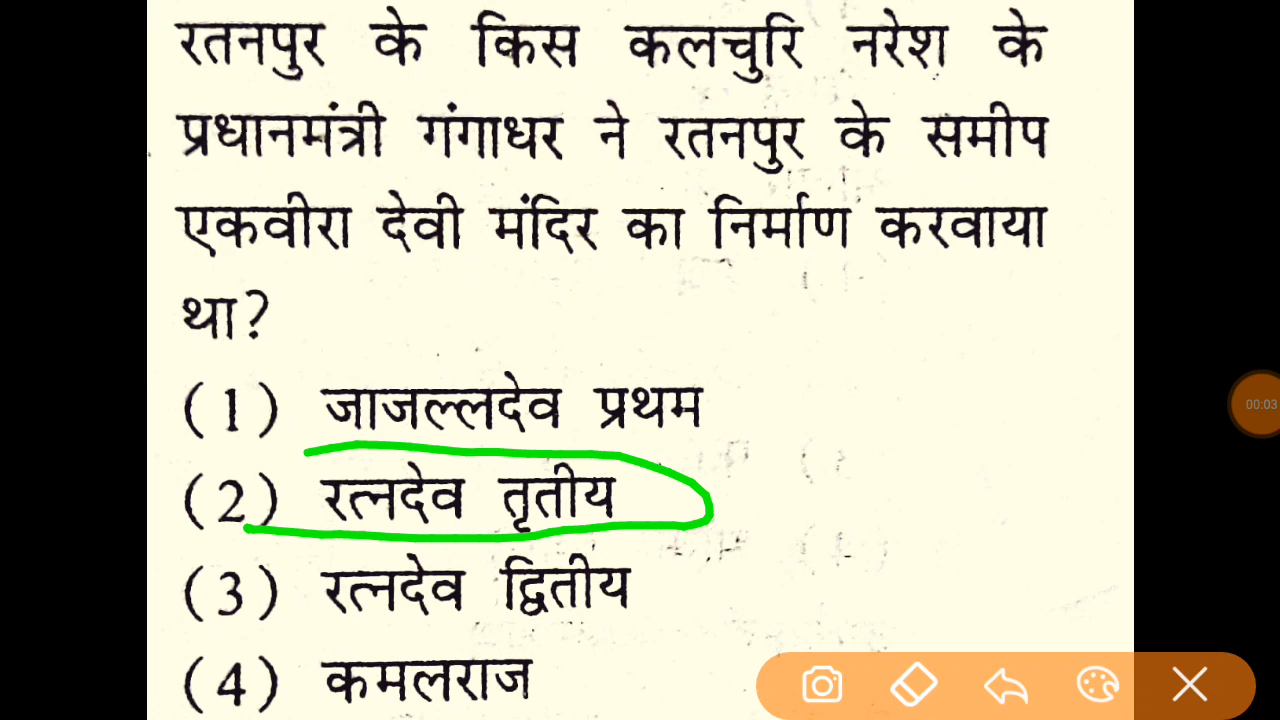 रतनपुर के किस कलचुरि नरेश के
प्रधानमंत्री गंगाधर ने रतनपुर के समीप
एकवीरा देवी मंदिर का निर्माण करवाया
था?
(1) जाजल्लदेव प्रथम
(2) रत्नदेव तृतीय
(3) रत्नदेव द्वितीय
(4) कमलराज
00:03